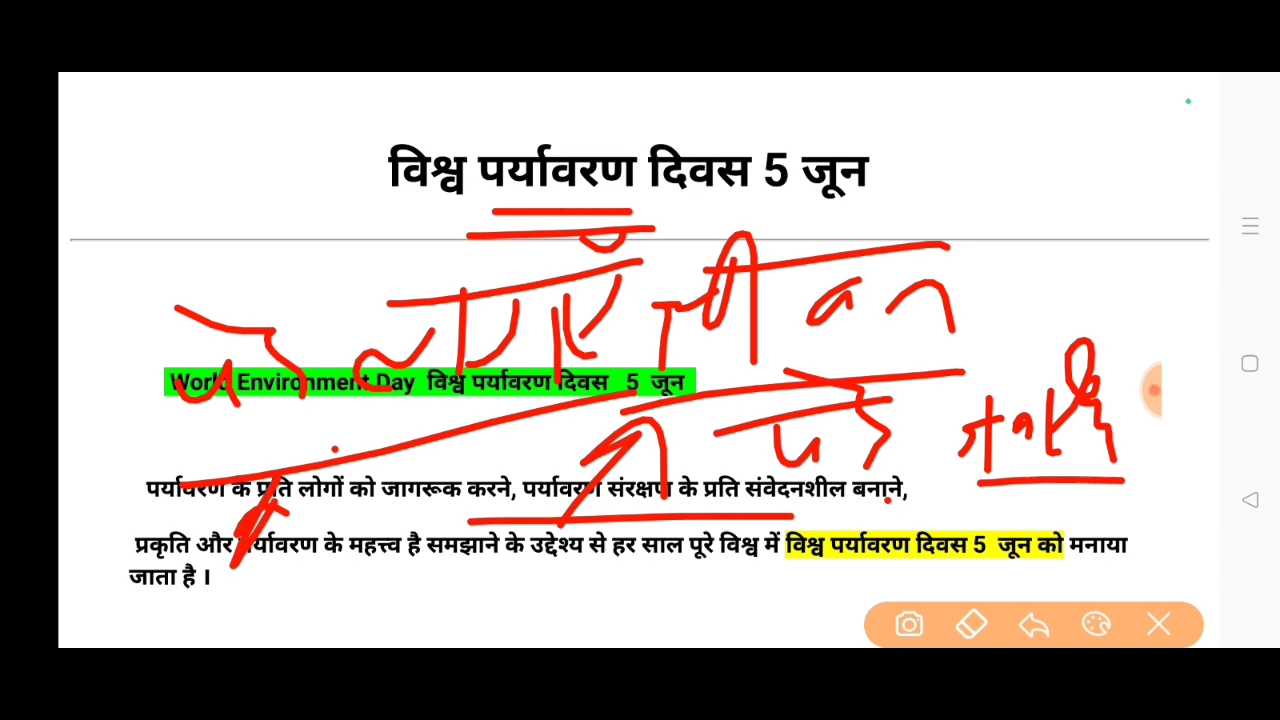 विश्व पर्यावरण दिवस 5 जून
World Environment Day विश्व पर्यावरण दिवस 5 जून
पर्यावरण के प्रति लोगों को जागरूक करने, पर्यावरण संरक्षण के प्रति संवेदनशील बनाने,
प्रकृति और पर्यावरण के महत्त्व है समझाने के उद्देश्य से हर साल पूरे विश्व में विश्व पर्यावरण दिवस 5 जून को मनाया
जाता है ।